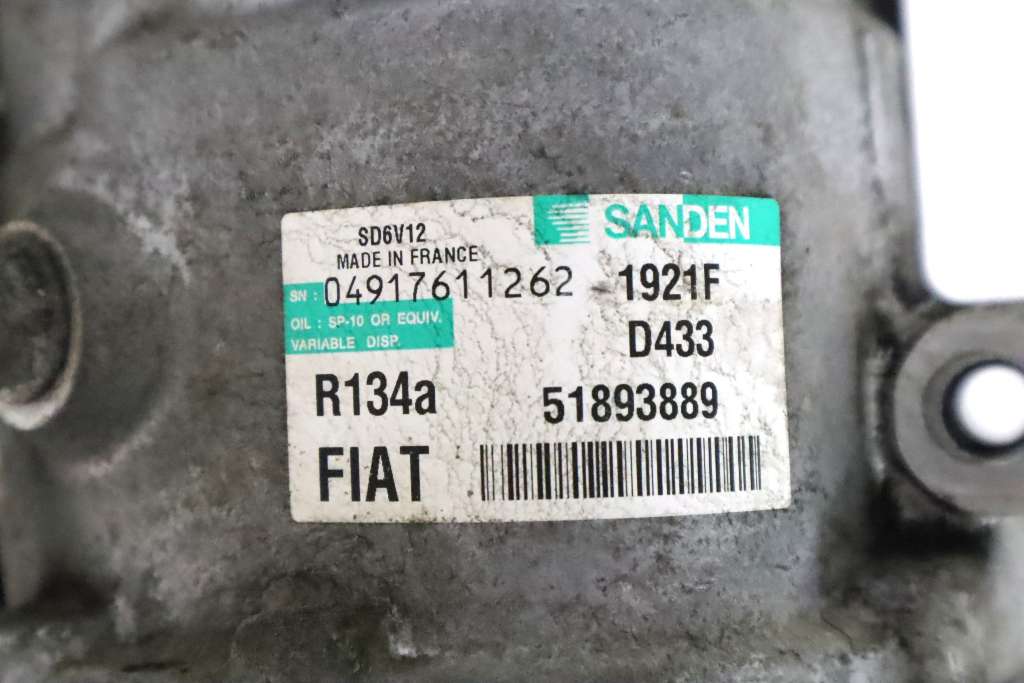 SANDEN
SD6V12
MADE IN FRANCE
SN : 04917611262 1921F
OIL : SP-10 OR EQUIV.
VARIABLE DISP.
D433
R134a 51893889
FIAT